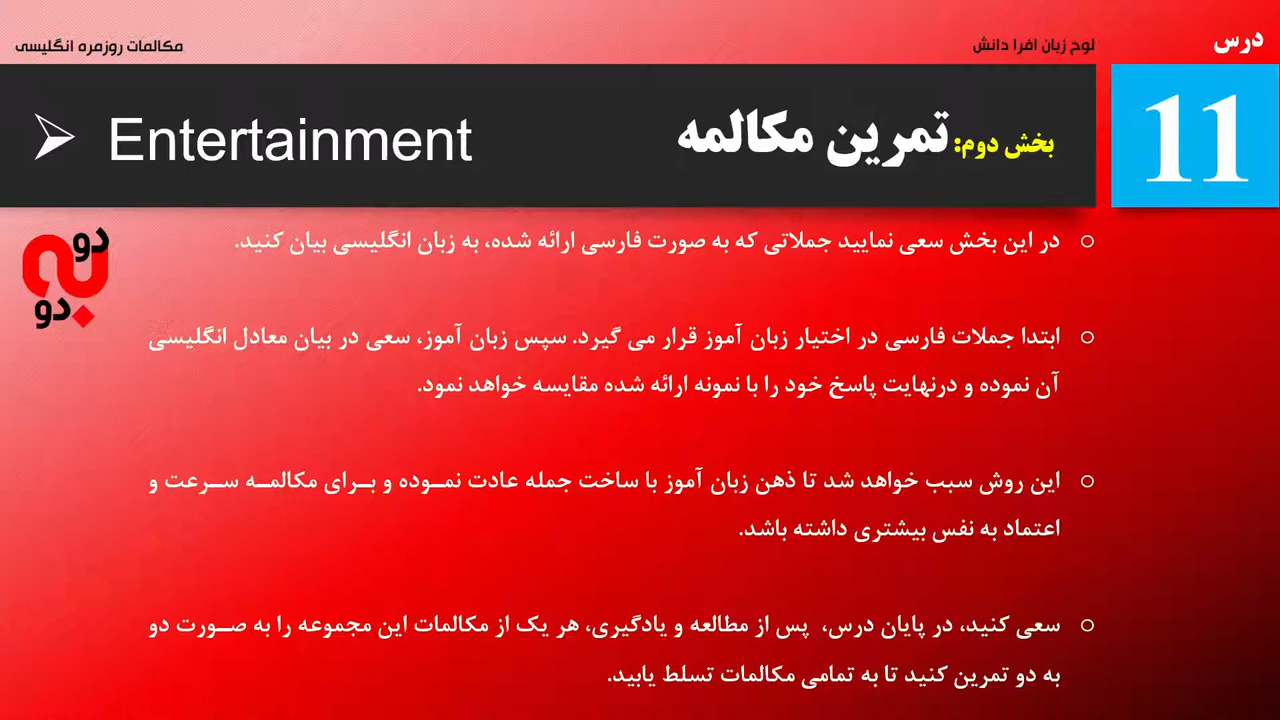 درس
لوح زبان افرا دانش
مکالمات روزمره انگلیسی
11
بخش دوم: تمرین مکالمه
➢ Entertainment
دو
به
دو
○ در این بخش سعی نمایید جملاتی که به صورت فارسی ارائه شده، به زبان انگلیسی بیان کنید.
○ ابتدا جملات فارسی در اختیار زبان آموز قرار می گیرد. سپس زبان آموز، سعی در بیان معادل انگلیسی
آن نموده و درنهایت پاسخ خود را با نمونه ارائه شده مقایسه خواهد نمود.
○ این روش سبب خواهد شد تا ذهن زبان آموز با ساخت جمله عادت نمـوده و بـرای مکالمـه سـرعت و
اعتماد به نفس بیشتری داشته باشد.
○ سعی کنید، در پایان درس، پس از مطالعه و یادگیری، هر یک از مکالمات این مجموعه را به صـورت دو
به دو تمرین کنید تا به تمامی مکالمات تسلط یابید.